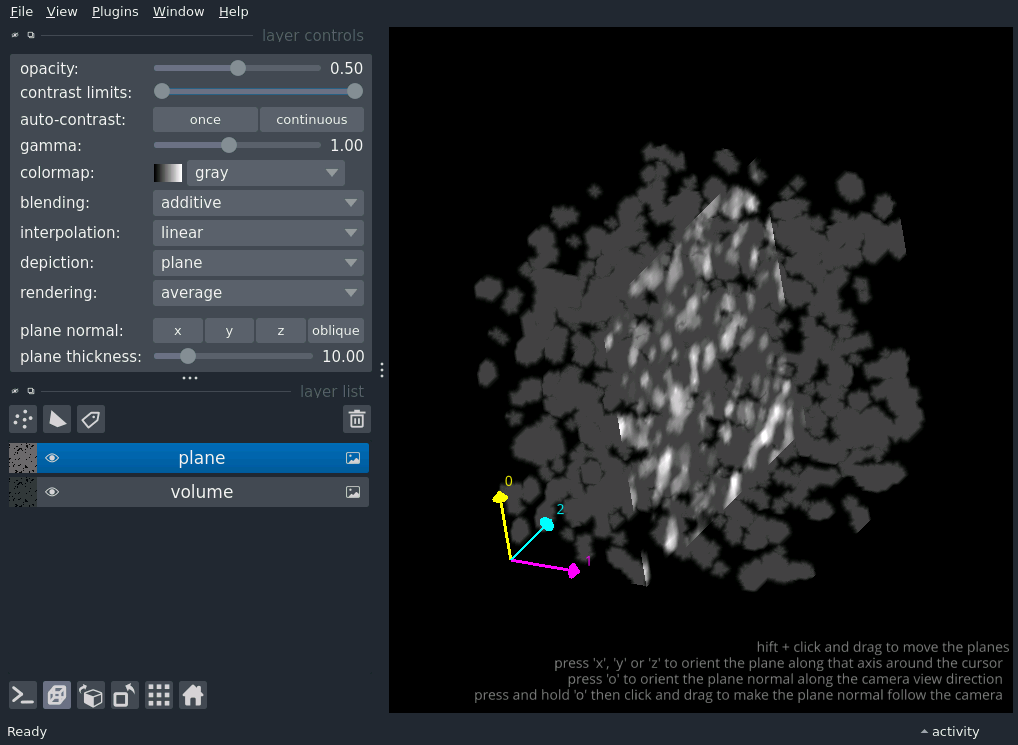 File View Plugins Window Help
layer controls
opacity: 0.50
contrast limits:
auto-contrast: once continuous
gamma: 1.00
colormap: gray
blending: additive
interpolation: linear
depiction: plane
rendering: average
plane normal: x y z oblique
plane thickness: 10.00
layer list
plane
volume
0
2
1
hift + click and drag to move the planes
press 'x', 'y' or 'z' to orient the plane along that axis around the cursor
press 'o' to orient the plane normal along the camera view direction
press and hold 'o' then click and drag to make the plane normal follow the camera
Ready
activity